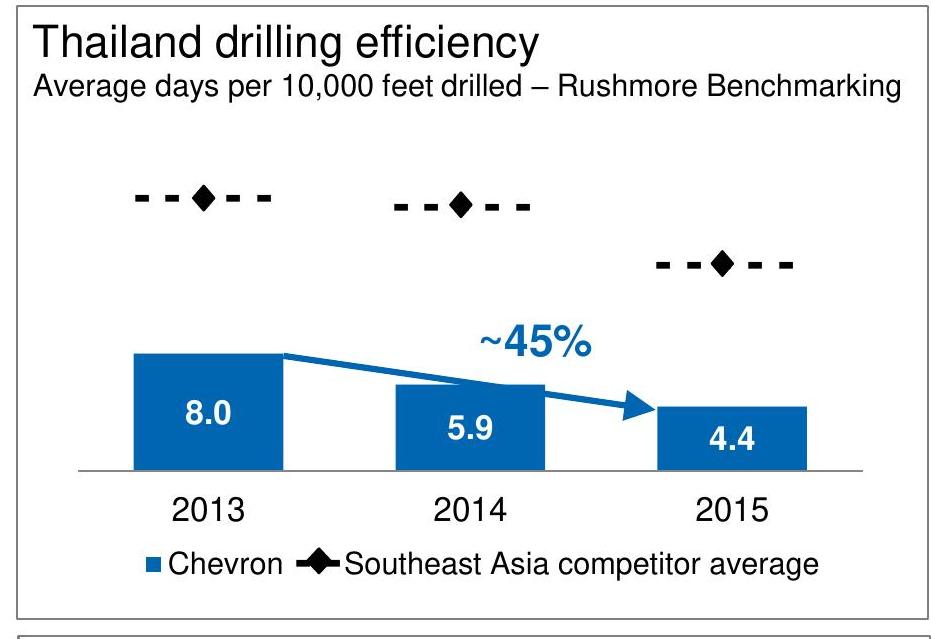 Thailand drilling efficiency
Average days per 10,000 feet drilled – Rushmore Benchmarking
~45%
8.0
5.9
4.4
2013 2014 2015
Chevron Southeast Asia competitor average